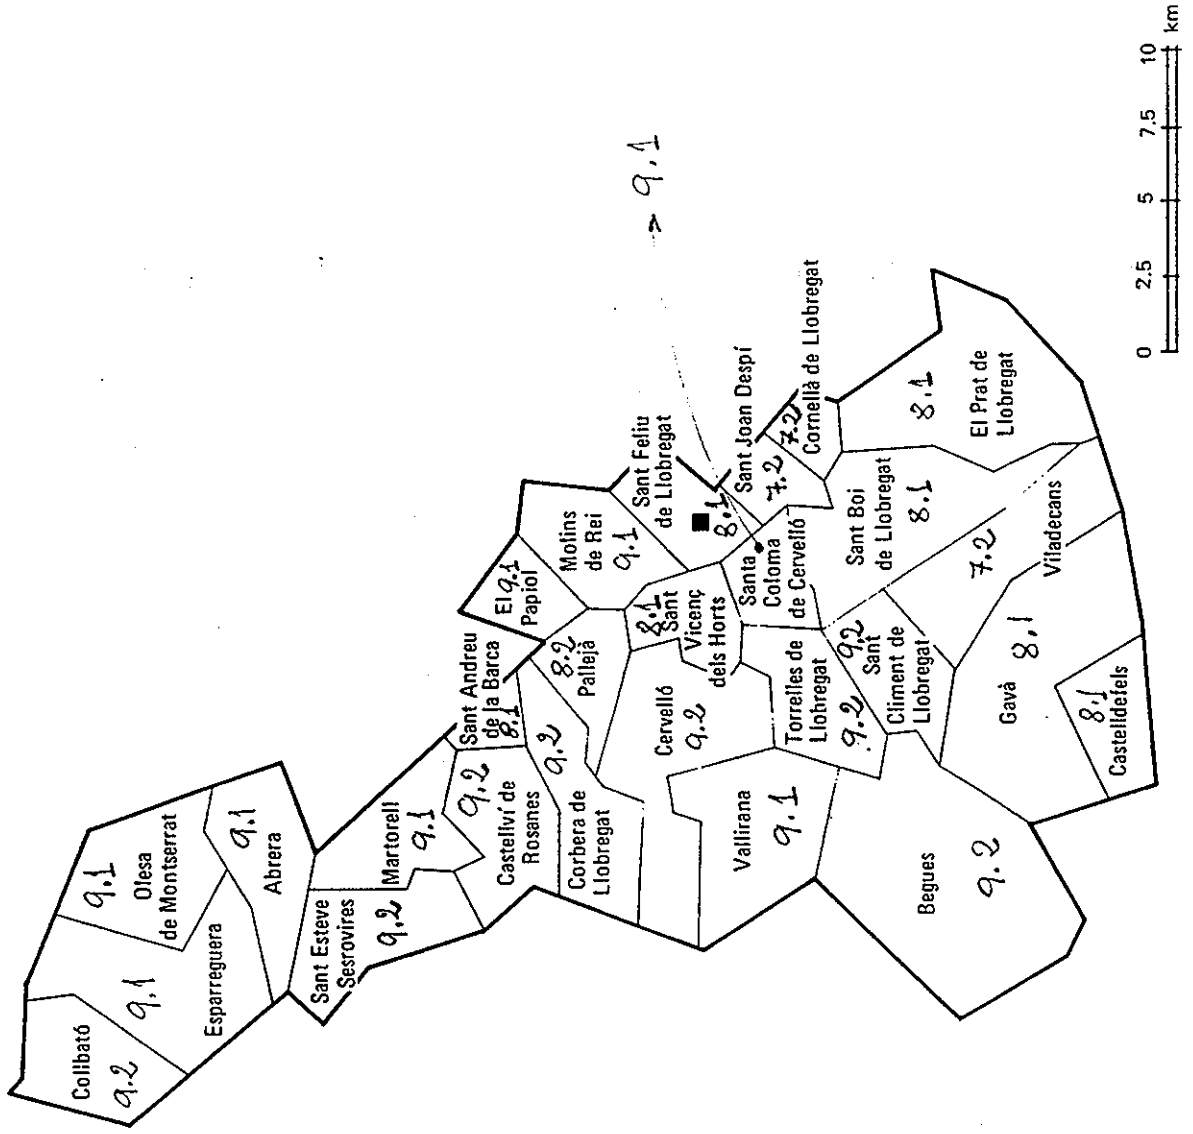 Collbató
9.2
9.1
Esparreguera
9.1
Olesa
de Montserrat
9.1
Abrera
Sant Esteve
Sesrovires
9.2
Martorell
9.1
9.2
Castellví de
Rosanes
Sant Andreu
de la Barca
8.1
9.2
Corbera de
Llobregat
8.2
Pallejà
El 9.1
Papiol
Molins
de Rei
9.1
Sant Feliu
de Llobregat
8.1
8.1
Sant
Vicenç
dels Horts
Cervelló
9.2
Vallirana
9.1
Torrelles de
Llobregat
9.2
Santa
Coloma
de Cervelló
9.1
Sant Joan Despí
7.2
7.2
Cornellà de Llobregat
Sant Boi
de Llobregat
8.1
8.1
El Prat de
Llobregat
9.2
Sant
Climent de
Llobregat
7.2
Viladecans
Gavà
8.1
8.1
Castelldefels
Begues
9.2
0 2.5 5 7.5 10 km